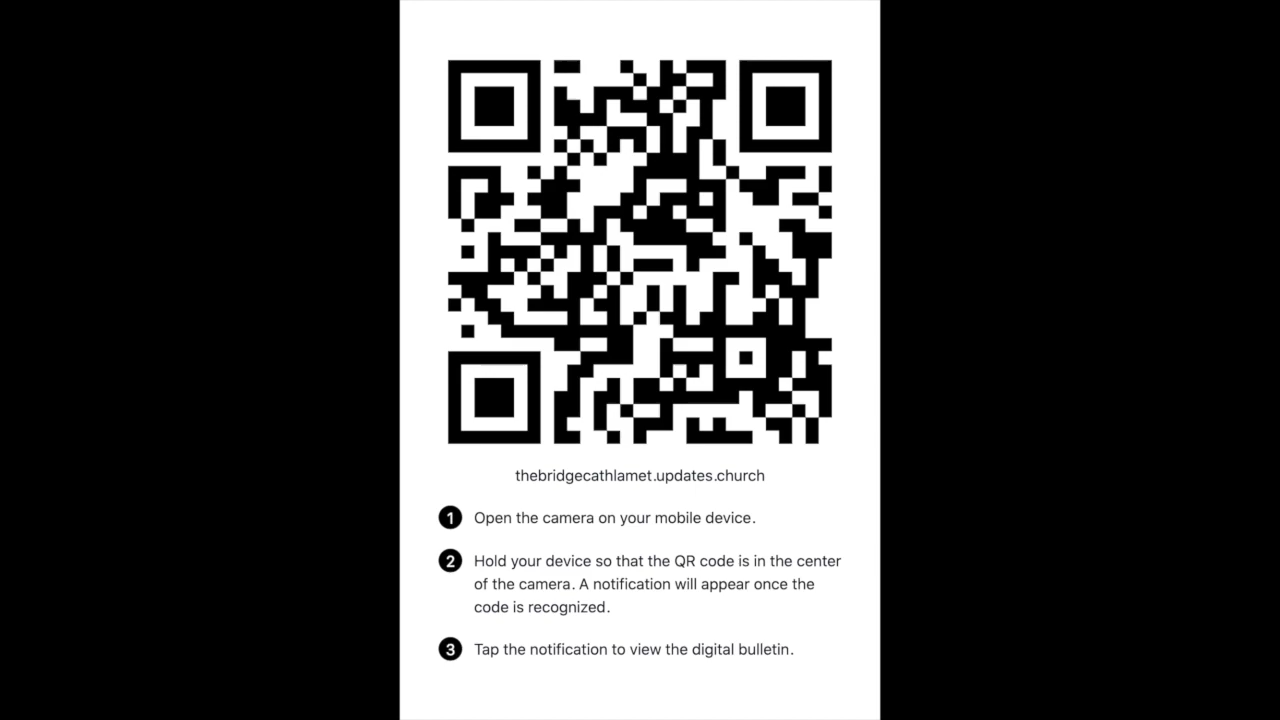 thebridgecathlamet.updates.church
1 Open the camera on your mobile device.
2 Hold your device so that the QR code is in the center
of the camera. A notification will appear once the
code is recognized.
3 Tap the notification to view the digital bulletin.